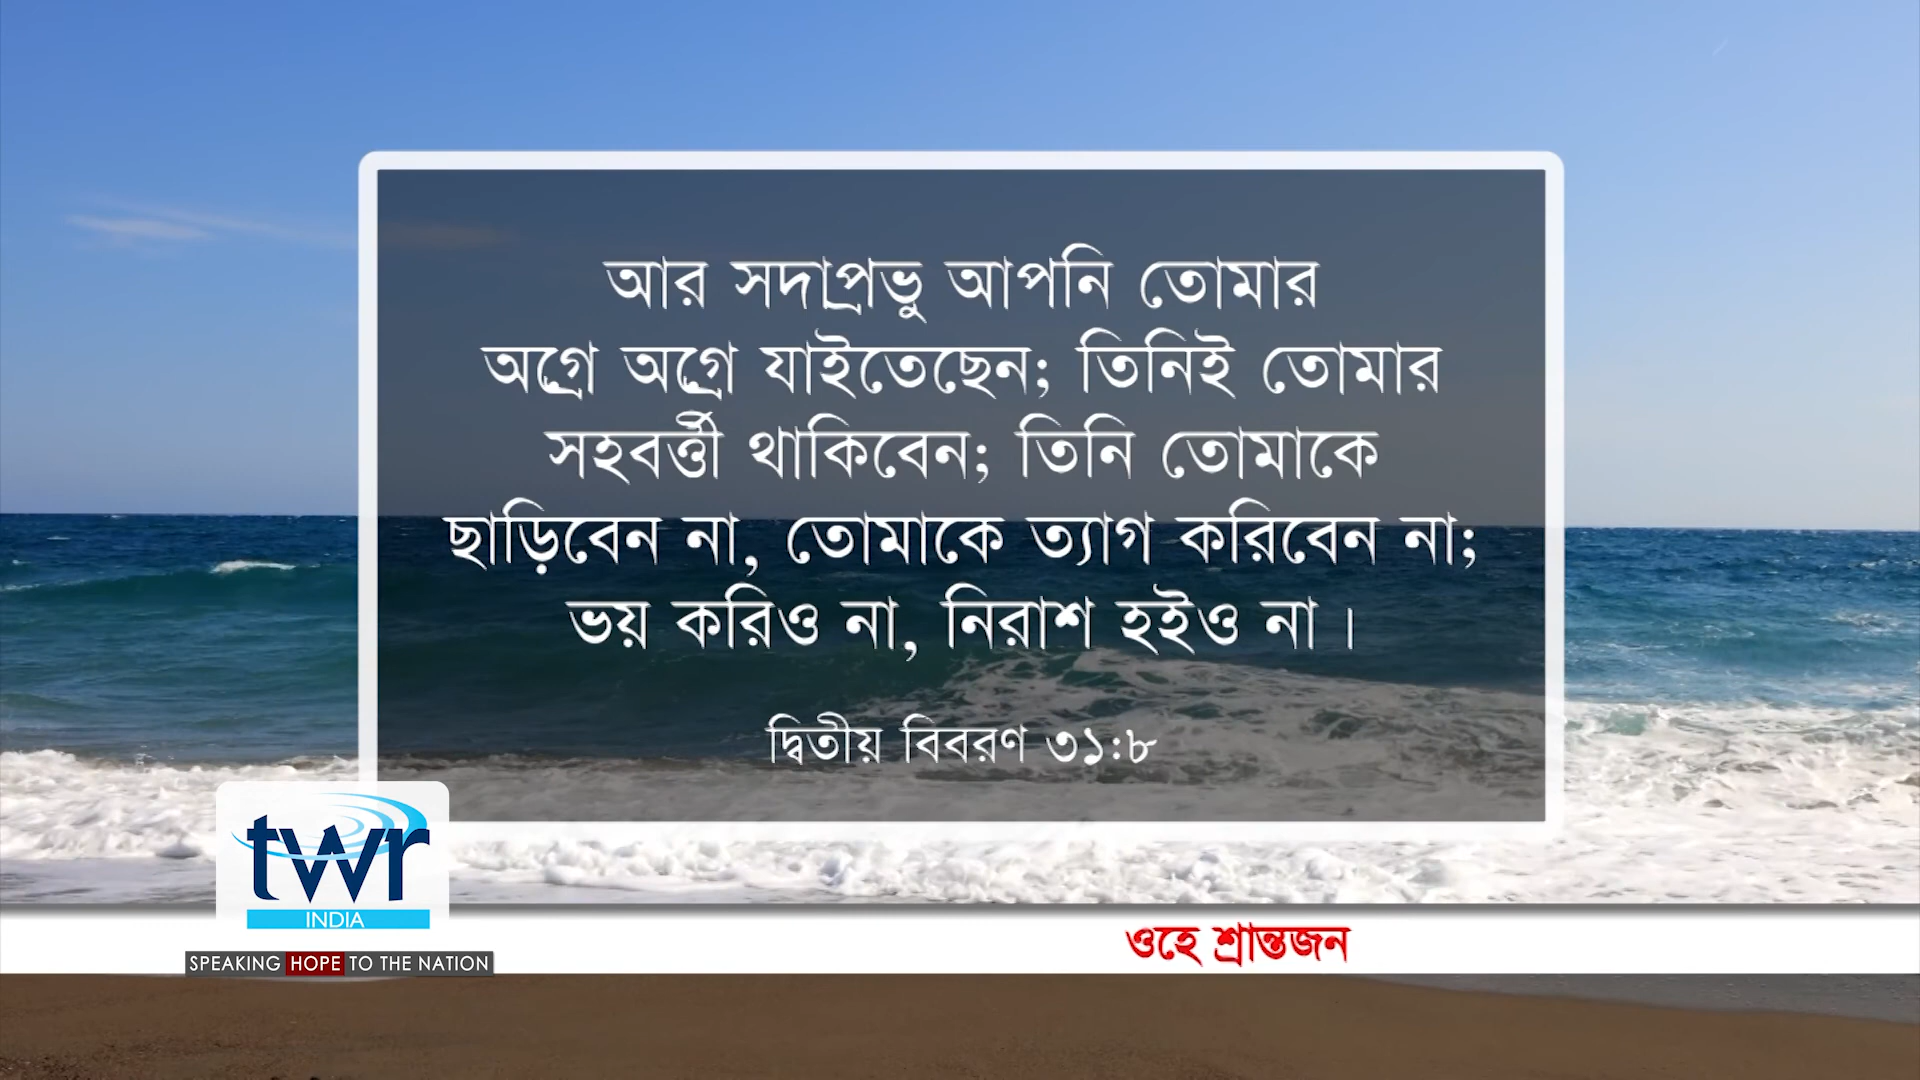 আর সদাপ্রভু আপনি তোমার
অগ্রে অগ্রে যাইতেছেন; তিনিই তোমার
সহবর্ত্তী থাকিবেন; তিনি তোমাকে
ছাড়িবেন না, তোমাকে ত্যাগ করিবেন না;
ভয় করিও না, নিরাশ হইও না।
দ্বিতীয় বিবরণ ৩১:৮
twr
INDIA
ওহে শ্রান্তজন
SPEAKING HOPE TO THE NATION